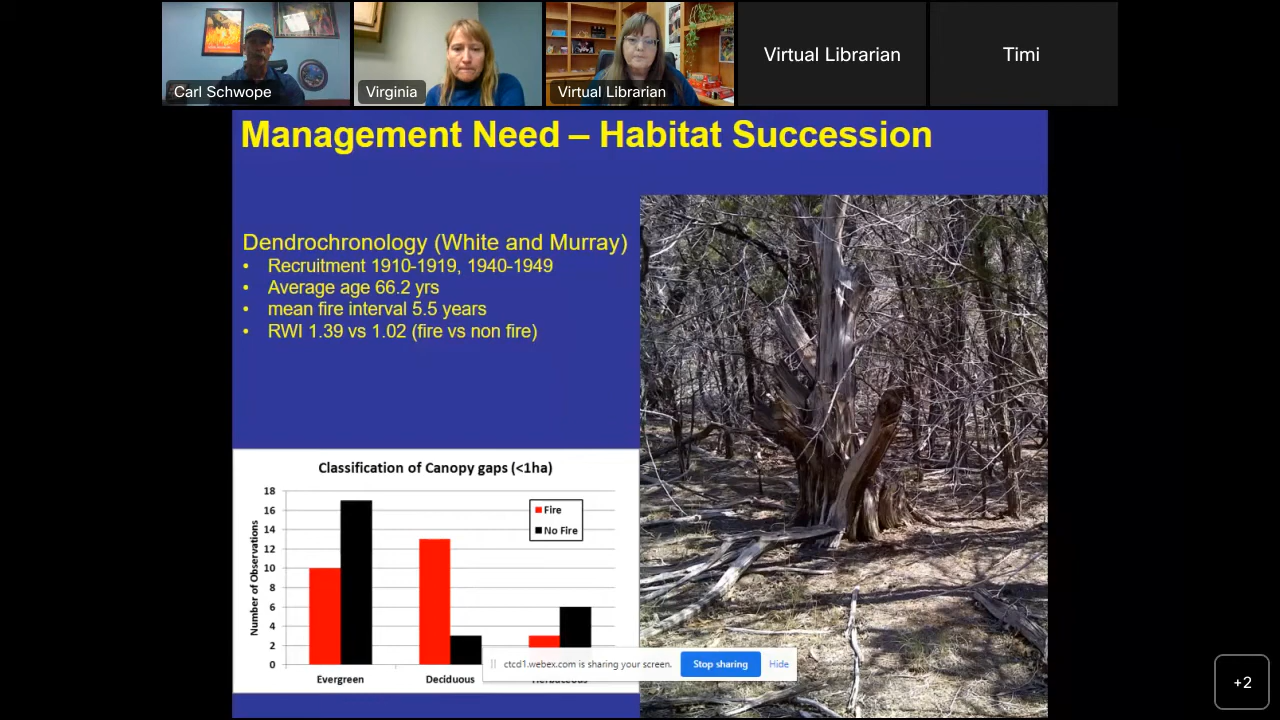 Carl Schwope
Virginia
Virtual Librarian
Virtual Librarian
Timi
Management Need – Habitat Succession
Dendrochronology (White and Murray)
• Recruitment 1910-1919, 1940-1949
• Average age 66.2 yrs
• mean fire interval 5.5 years
• RWI 1.39 vs 1.02 (fire vs non fire)
Classification of Canopy gaps (<1ha)
Number of Observations
18
16
14
12
10
8
6
4
2
0
Fire
No Fire
Evergreen
Deciduous
ctcd1.webex.com is sharing your screen.
Stop sharing
Hide
+2